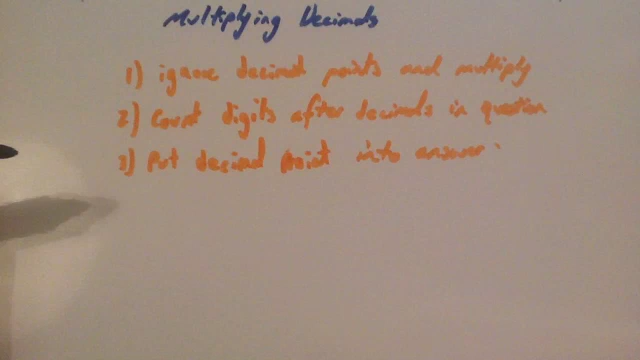 Multiplying Decimals
1) ignore decimal points and multiply
2) Count digits after decimals in question
3) Put decimal point into answer.